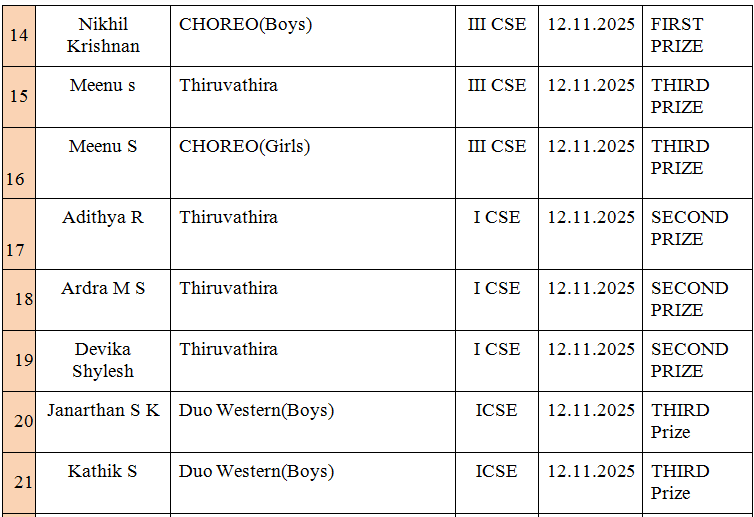 14 Nikhil Krishnan CHOREO(Boys) III CSE 12.11.2025 FIRST PRIZE
15 Meenu s Thiruvathira III CSE 12.11.2025 THIRD PRIZE
16 Meenu S CHOREO(Girls) III CSE 12.11.2025 THIRD PRIZE
17 Adithya R Thiruvathira I CSE 12.11.2025 SECOND PRIZE
18 Ardra M S Thiruvathira I CSE 12.11.2025 SECOND PRIZE
19 Devika Shylesh Thiruvathira I CSE 12.11.2025 SECOND PRIZE
20 Janarthan S K Duo Western(Boys) ICSE 12.11.2025 THIRD Prize
21 Kathik S Duo Western(Boys) ICSE 12.11.2025 THIRD Prize